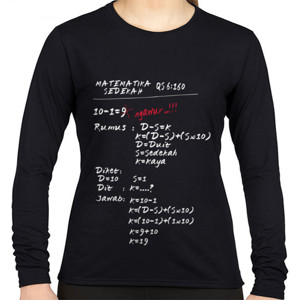 MATEMATIKA SEDEKAH QS 6:160
10-1=9; ngawur...!!!
Rumus : D-S=K
K=(D-S)+(Sx10)
D=Duit
S=Sedekah
K=Kaya
Diket:
D=10 S=1
Dit : K=....?
Jawab: K=10-1
K=(D-S)+(Sx10)
K=(10-1)+(1x10)
K=9+10
K=19